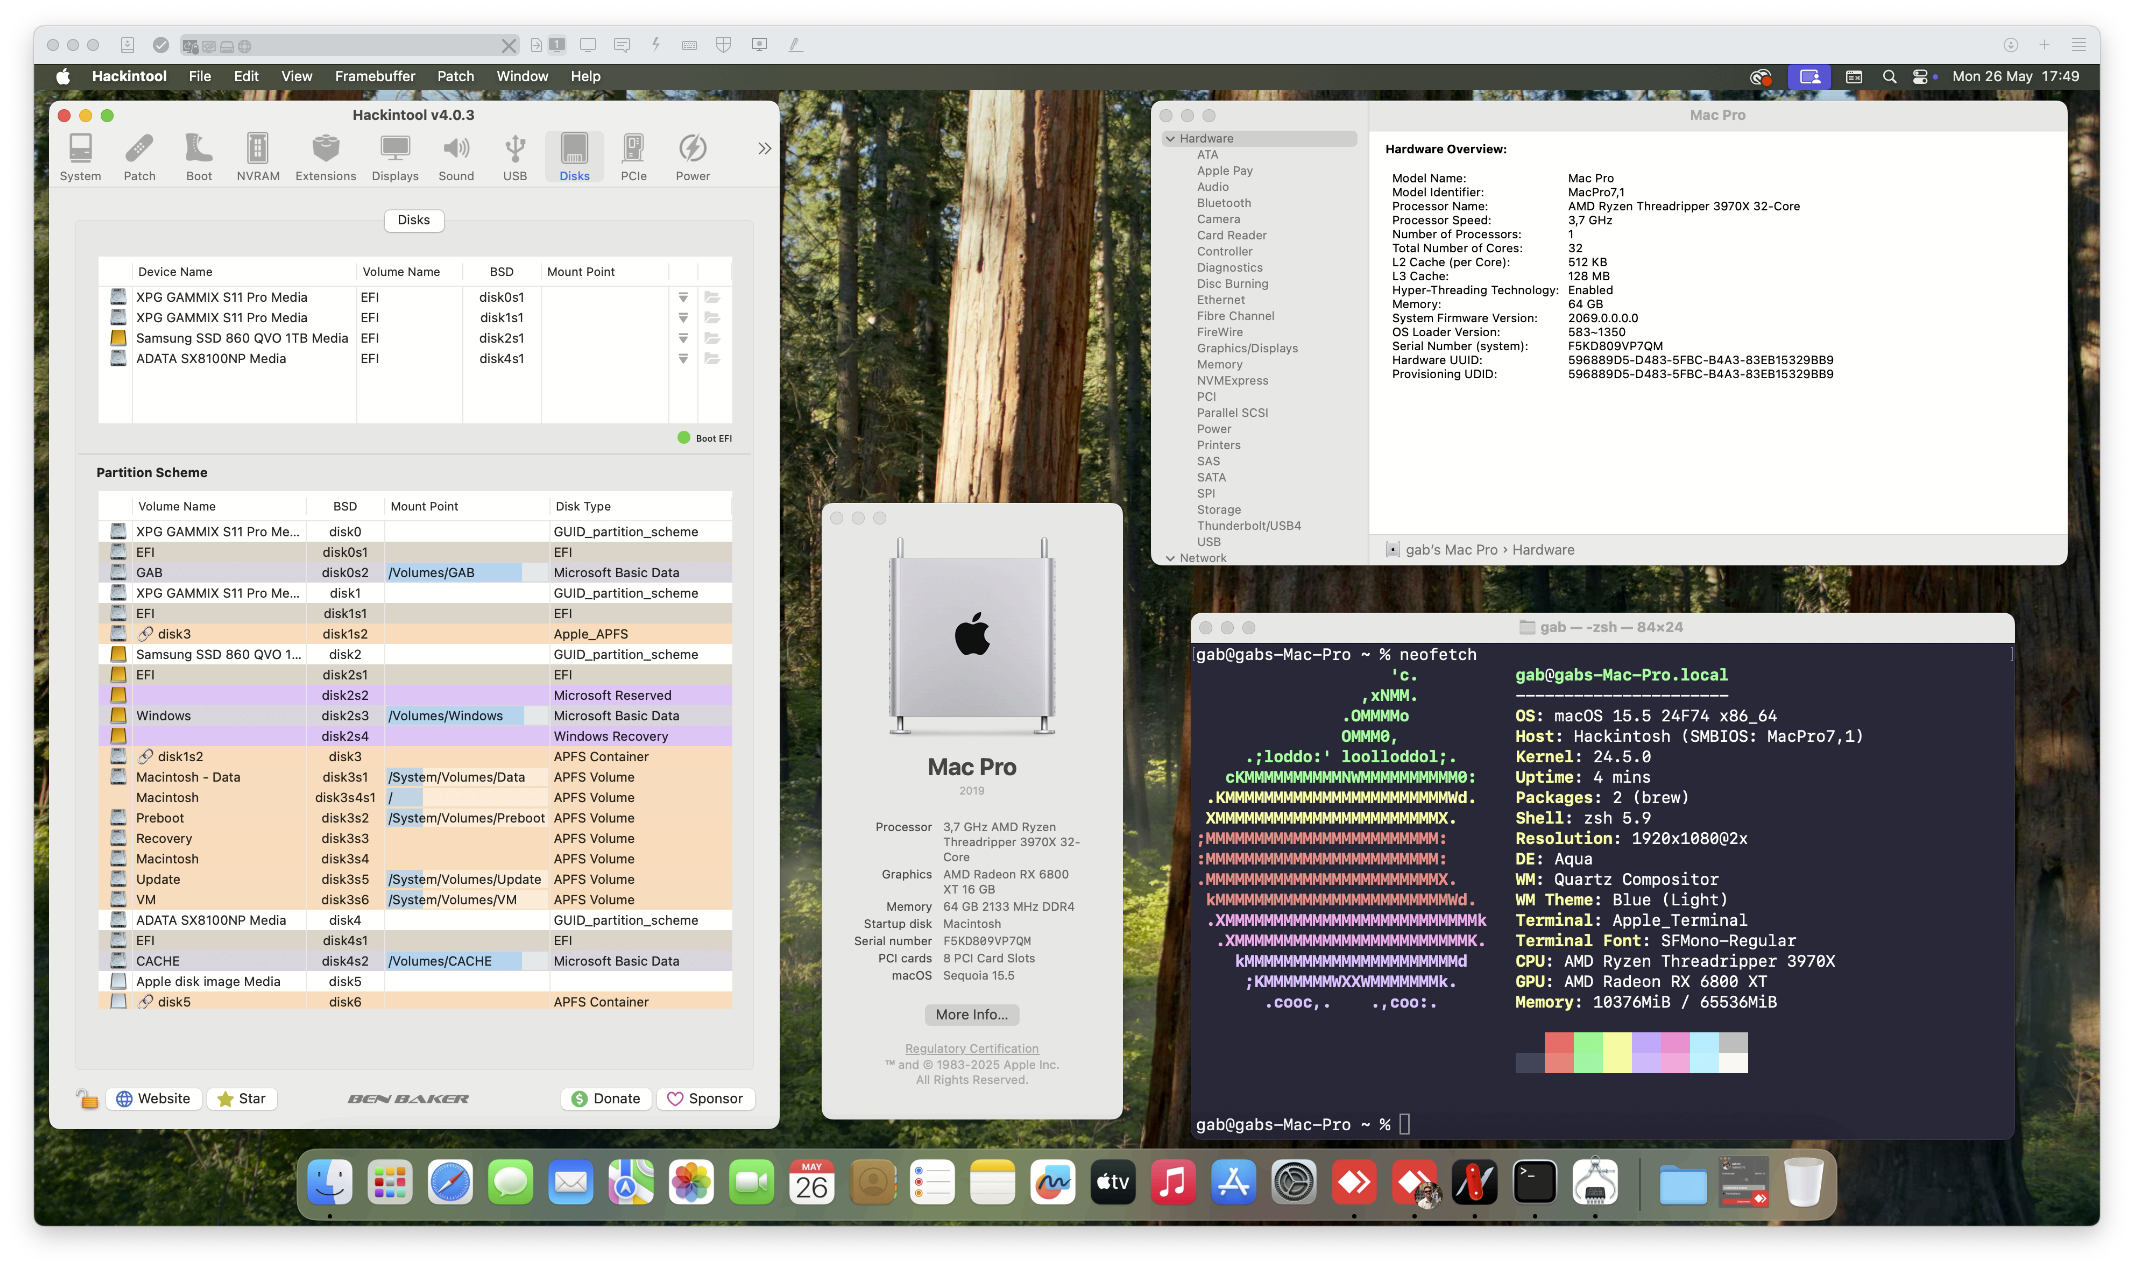 1
Hackintool File Edit View Framebuffer Patch Window Help
Mon 26 May 17:49
Hackintool v4.0.3
System Patch Boot NVRAM Extensions Displays Sound USB Disks PCIe Power
Disks
Device Name Volume Name BSD Mount Point
XPG GAMMIX S11 Pro Media EFI disk0s1
XPG GAMMIX S11 Pro Media EFI disk1s1
Samsung SSD 860 QVO 1TB Media EFI disk2s1
ADATA SX8100NP Media EFI disk4s1
Boot EFI
Partition Scheme
Volume Name BSD Mount Point Disk Type
XPG GAMMIX S11 Pro Me... disk0 GUID_partition_scheme
EFI disk0s1 EFI
GAB disk0s2 /Volumes/GAB Microsoft Basic Data
XPG GAMMIX S11 Pro Me... disk1 GUID_partition_scheme
EFI disk1s1 EFI
disk3 disk1s2 Apple_APFS
Samsung SSD 860 QVO 1... disk2 GUID_partition_scheme
EFI disk2s1 EFI
disk2s2 Microsoft Reserved
Windows disk2s3 /Volumes/Windows Microsoft Basic Data
disk2s4 Windows Recovery
disk1s2 disk3 APFS Container
Macintosh - Data disk3s1 /System/Volumes/Data APFS Volume
Macintosh disk3s4s1 / APFS Volume
Preboot disk3s2 /System/Volumes/Preboot APFS Volume
Recovery disk3s3 APFS Volume
Macintosh disk3s4 APFS Volume
Update disk3s5 /System/Volumes/Update APFS Volume
VM disk3s6 /System/Volumes/VM APFS Volume
ADATA SX8100NP Media disk4 GUID_partition_scheme
EFI disk4s1 EFI
CACHE disk4s2 /Volumes/CACHE Microsoft Basic Data
Apple disk image Media disk5
disk5 disk6 APFS Container
Website Star BEN BAKER Donate Sponsor
Mac Pro
2019
Processor 3,7 GHz AMD Ryzen
Threadripper 3970X 32-
Core
Graphics AMD Radeon RX 6800
XT 16 GB
Memory 64 GB 2133 MHz DDR4
Startup disk Macintosh
Serial number F5KD809VP7QM
PCI cards 8 PCI Card Slots
macOS Sequoia 15.5
More Info...
Regulatory Certification
™ and © 1983-2025 Apple Inc.
All Rights Reserved.
Mac Pro
Hardware
ATA
Apple Pay
Audio
Bluetooth
Camera
Card Reader
Controller
Diagnostics
Disc Burning
Ethernet
Fibre Channel
FireWire
Graphics/Displays
Memory
NVMExpress
PCI
Parallel SCSI
Power
Printers
SAS
SATA
SPI
Storage
Thunderbolt/USB4
USB
Network
Hardware Overview:
Model Name: Mac Pro
Model Identifier: MacPro7,1
Processor Name: AMD Ryzen Threadripper 3970X 32-Core
Processor Speed: 3,7 GHz
Number of Processors: 1
Total Number of Cores: 32
L2 Cache (per Core): 512 KB
L3 Cache: 128 MB
Hyper-Threading Technology: Enabled
Memory: 64 GB
System Firmware Version: 2069.0.0.0.0
OS Loader Version: 583~1350
Serial Number (system): F5KD809VP7QM
Hardware UUID: 596889D5-D483-5FBC-B4A3-83EB15329BB9
Provisioning UDID: 596889D5-D483-5FBC-B4A3-83EB15329BB9
gab's Mac Pro › Hardware
gab — -zsh — 84×24
gab@gabs-Mac-Pro ~ % neofetch
'c. gab@gabs-Mac-Pro.local
,xNMM. ----------------------
.OMMMMo OS: macOS 15.5 24F74 x86_64
OMMM0, Host: Hackintosh (SMBIOS: MacPro7,1)
.;loddo:' loolloddol;. Kernel: 24.5.0
cKMMMMMMMMMMNWMMMMMMMMMM0: Uptime: 4 mins
.KMMMMMMMMMMMMMMMMMMMMMMMWd. Packages: 2 (brew)
XMMMMMMMMMMMMMMMMMMMMMMMX. Shell: zsh 5.9
;MMMMMMMMMMMMMMMMMMMMMMMM: Resolution: 1920x1080@2x
:MMMMMMMMMMMMMMMMMMMMMMMM: DE: Aqua
.MMMMMMMMMMMMMMMMMMMMMMMMX. WM: Quartz Compositor
kMMMMMMMMMMMMMMMMMMMMMMMMWd. WM Theme: Blue (Light)
.XMMMMMMMMMMMMMMMMMMMMMMMMMMk Terminal: Apple_Terminal
.XMMMMMMMMMMMMMMMMMMMMMMMMK. Terminal Font: SFMono-Regular
kMMMMMMMMMMMMMMMMMMMMMMd CPU: AMD Ryzen Threadripper 3970X
;KMMMMMMMWXXWMMMMMMMk. GPU: AMD Radeon RX 6800 XT
.cooc,. .,coo:. Memory: 10376MiB / 65536MiB
gab@gabs-Mac-Pro ~ %
MAY
26
tv